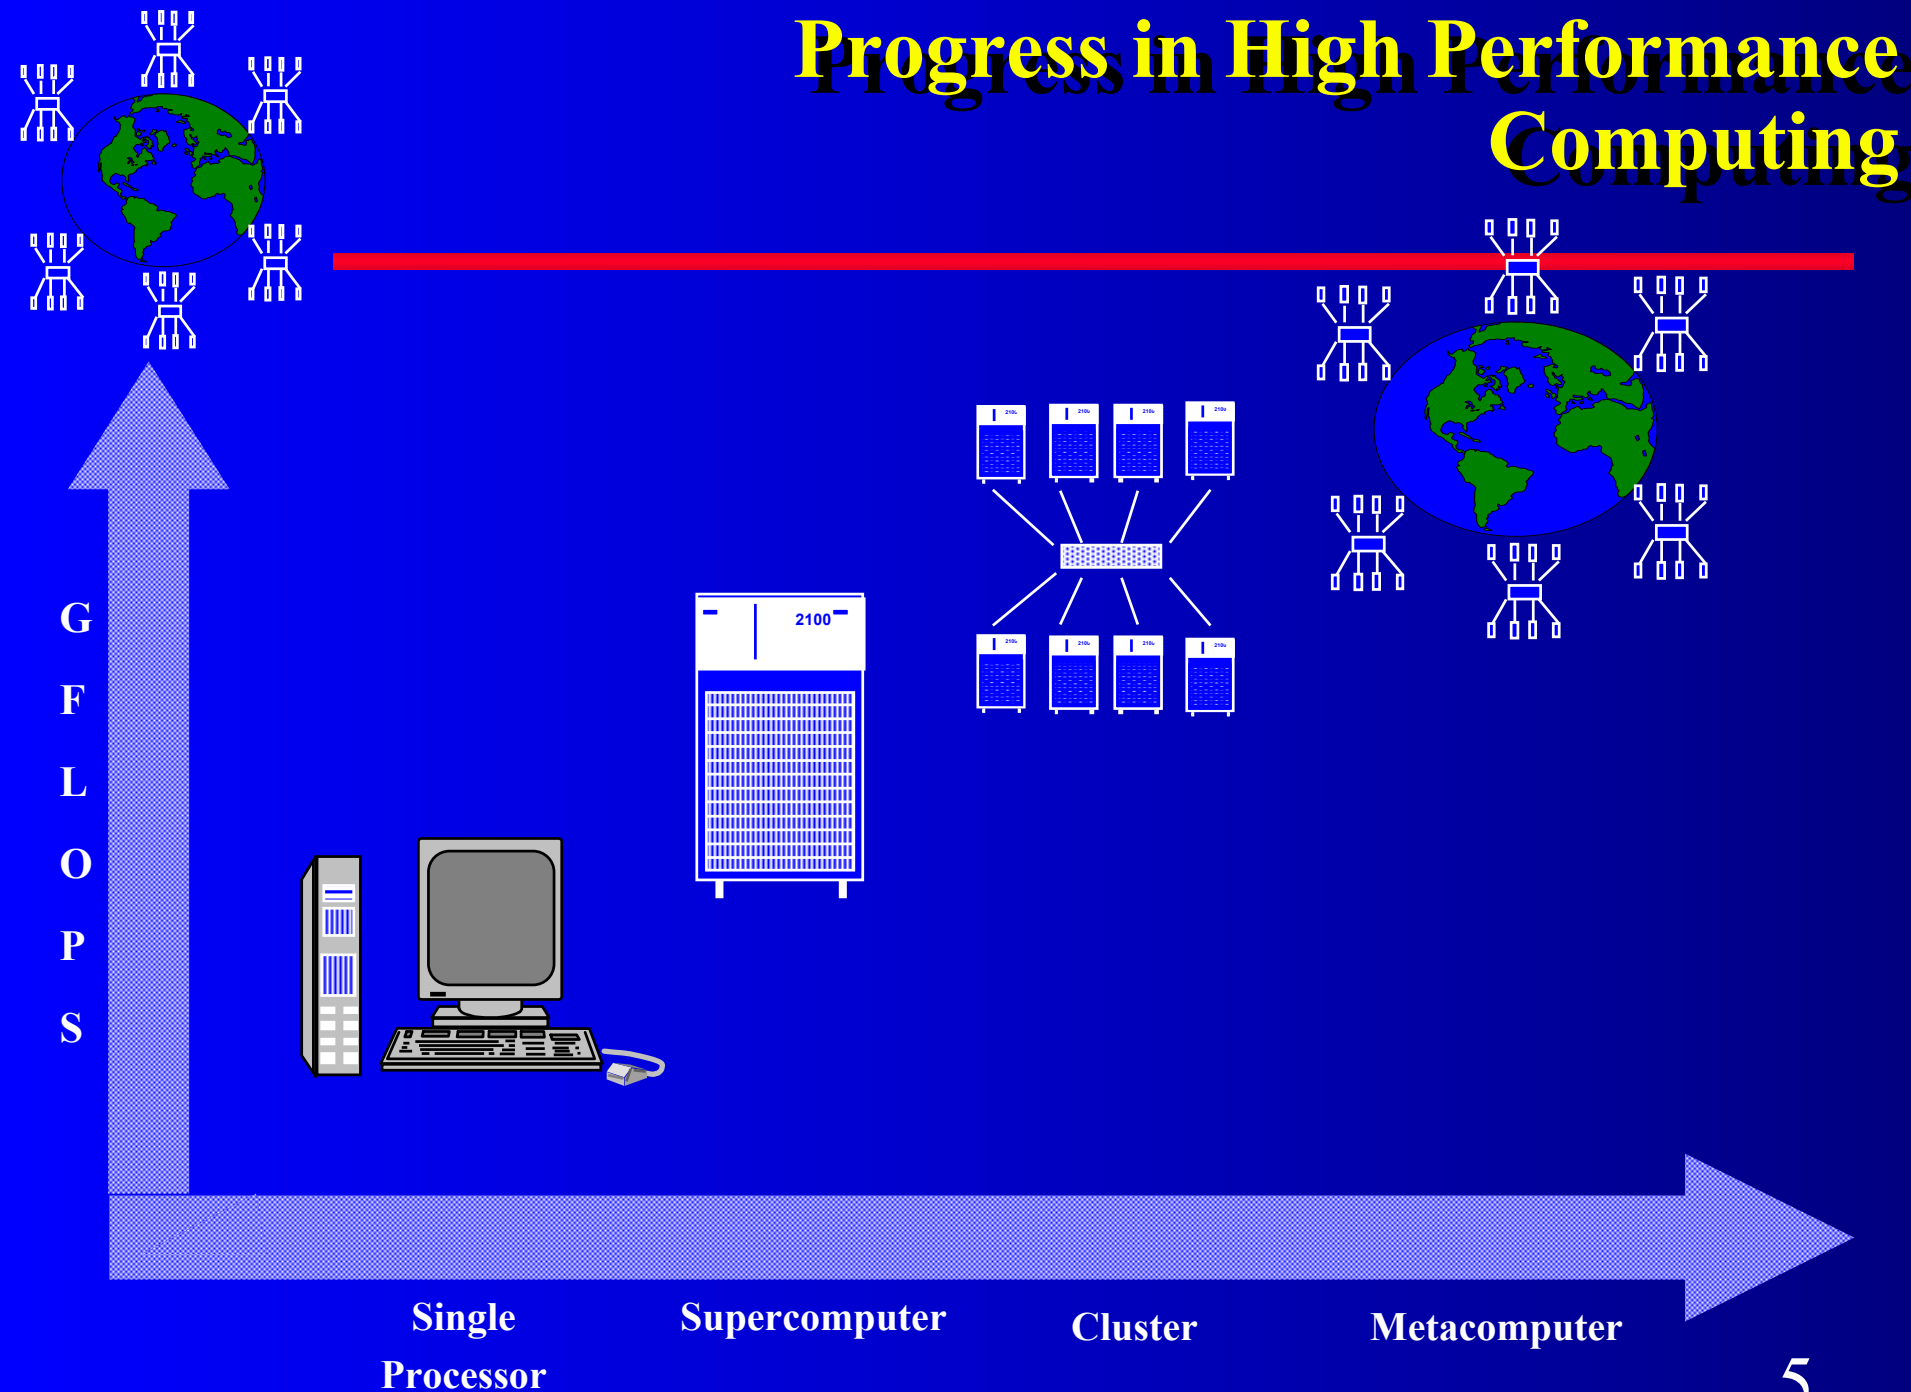 Progress in High Performance
Computing
G
F
L
O
P
S
2100
Single
Processor
Supercomputer
Cluster
Metacomputer
5